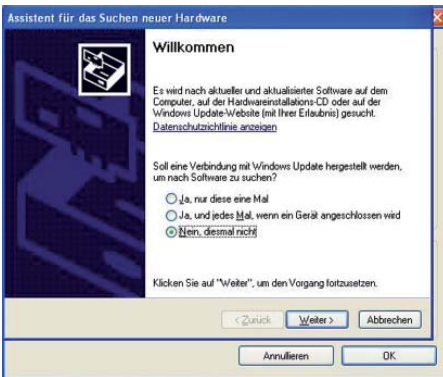 Assistent für das Suchen neuer Hardware
Willkommen
Es wird nach aktueller und aktualisierter Software auf dem
Computer, auf der Hardwareinstallations-CD oder auf der
Windows Update-Website (mit Ihrer Erlaubnis) gesucht.
Datenschutzrichtlinie anzeigen
Soll eine Verbindung mit Windows Update hergestellt werden,
um nach Software zu suchen?
Ja, nur diese eine Mal
Ja, und jedes Mal, wenn ein Gerät angeschlossen wird
Nein, diesmal nicht
Klicken Sie auf "Weiter", um den Vorgang fortzusetzen.
< Zurück Weiter > Abbrechen
Annullieren OK